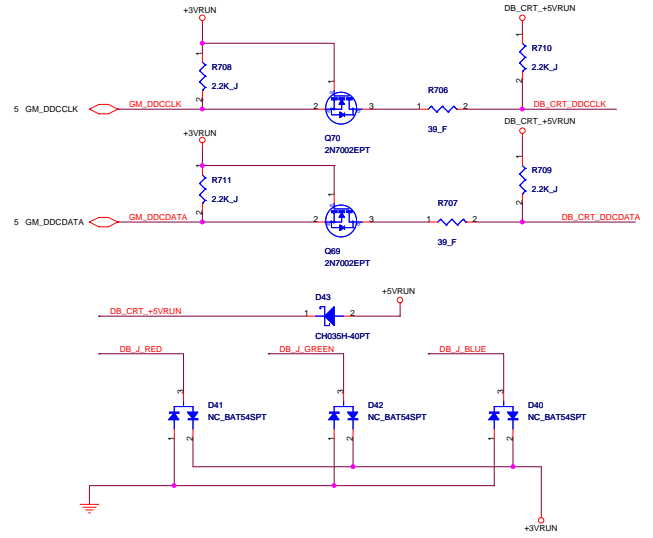 +3VRUN
DB_CRT_+5VRUN
1
R708
2.2K_J
2
1
R710
2.2K_J
2
1
R706
5 GM_DDCCLK
GM_DDCCLK
2
3
1
2
DB_CRT_DDCCLK
39_F
Q70
2N7002EPT
+3VRUN
DB_CRT_+5VRUN
1
R711
2.2K_J
2
1
R709
2.2K_J
2
1
R707
5 GM_DDCDATA
GM_DDCDATA
2
3
1
2
DB_CRT_DDCDATA
39_F
Q69
2N7002EPT
D43
+5VRUN
DB_CRT_+5VRUN
1
2
CH035H-40PT
DB_J_RED
DB_J_GREEN
DB_J_BLUE
3
3
3
D41
NC_BAT54SPT
D42
NC_BAT54SPT
D40
NC_BAT54SPT
1
2
1
2
1
2
+3VRUN